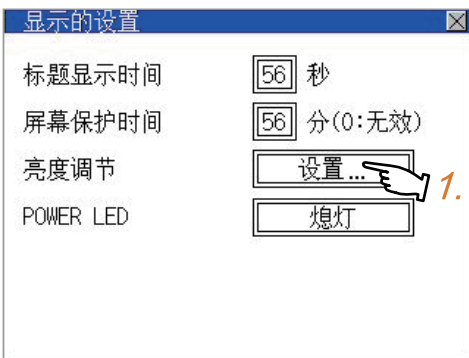 显示的设置
标题显示时间 56 秒
屏幕保护时间 56 分(0:无效)
亮度调节 设置...
1.
POWER LED 熄灯